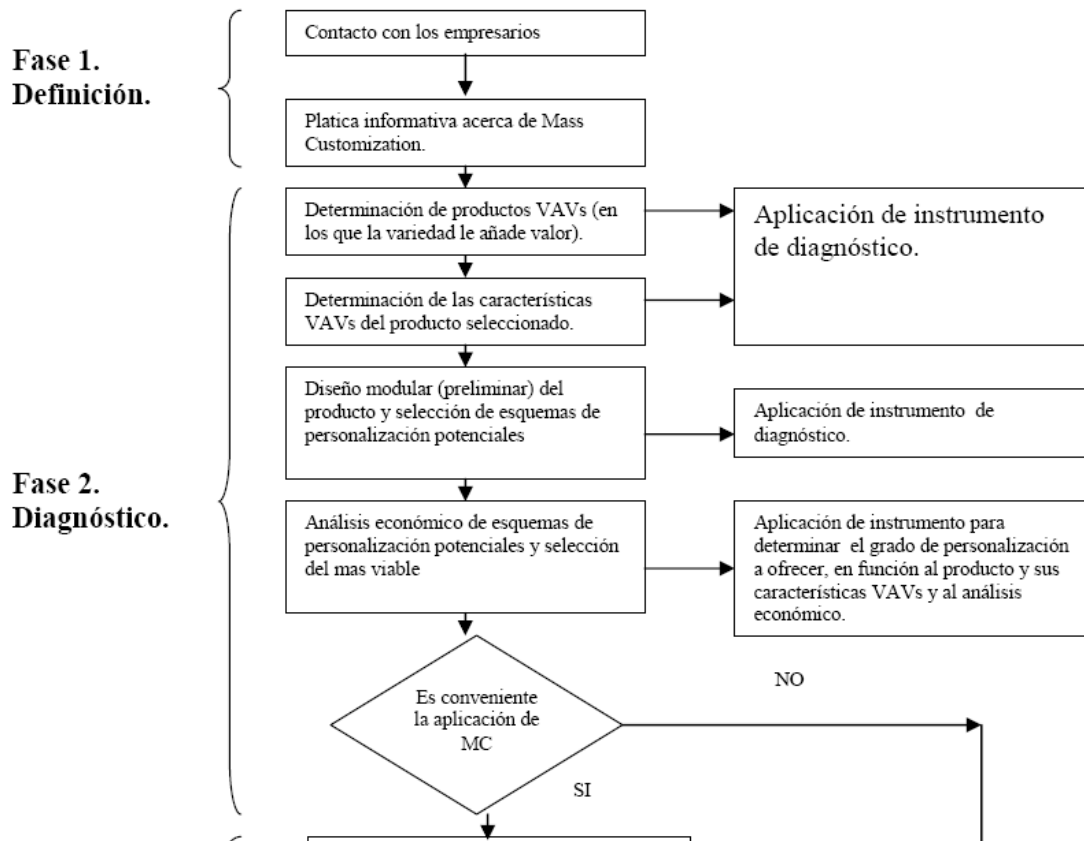 Fase 1.
Definición.
Contacto con los empresarios
Platica informativa acerca de Mass
Customization.
Fase 2.
Diagnóstico.
Determinación de productos VAVs (en
los que la variedad le añade valor).
Aplicación de instrumento
de diagnóstico.
Determinación de las característífícas
VAVs del producto seleccionado.
Diseño modular (preliminar) del
producto y selección de esquemas de
personalización potenciales
Aplicación de instrumento de
diagnóstico.
Análisis económico de esquemas de
personalización potenciales y selección
del mas viable
Aplicación de instrumento para
determinar el grado de personalización
a ofrecer, en función al producto y sus
características VAVs y al análisis
económico.
Es conveniente
la aplicación de
MC
NO
SI